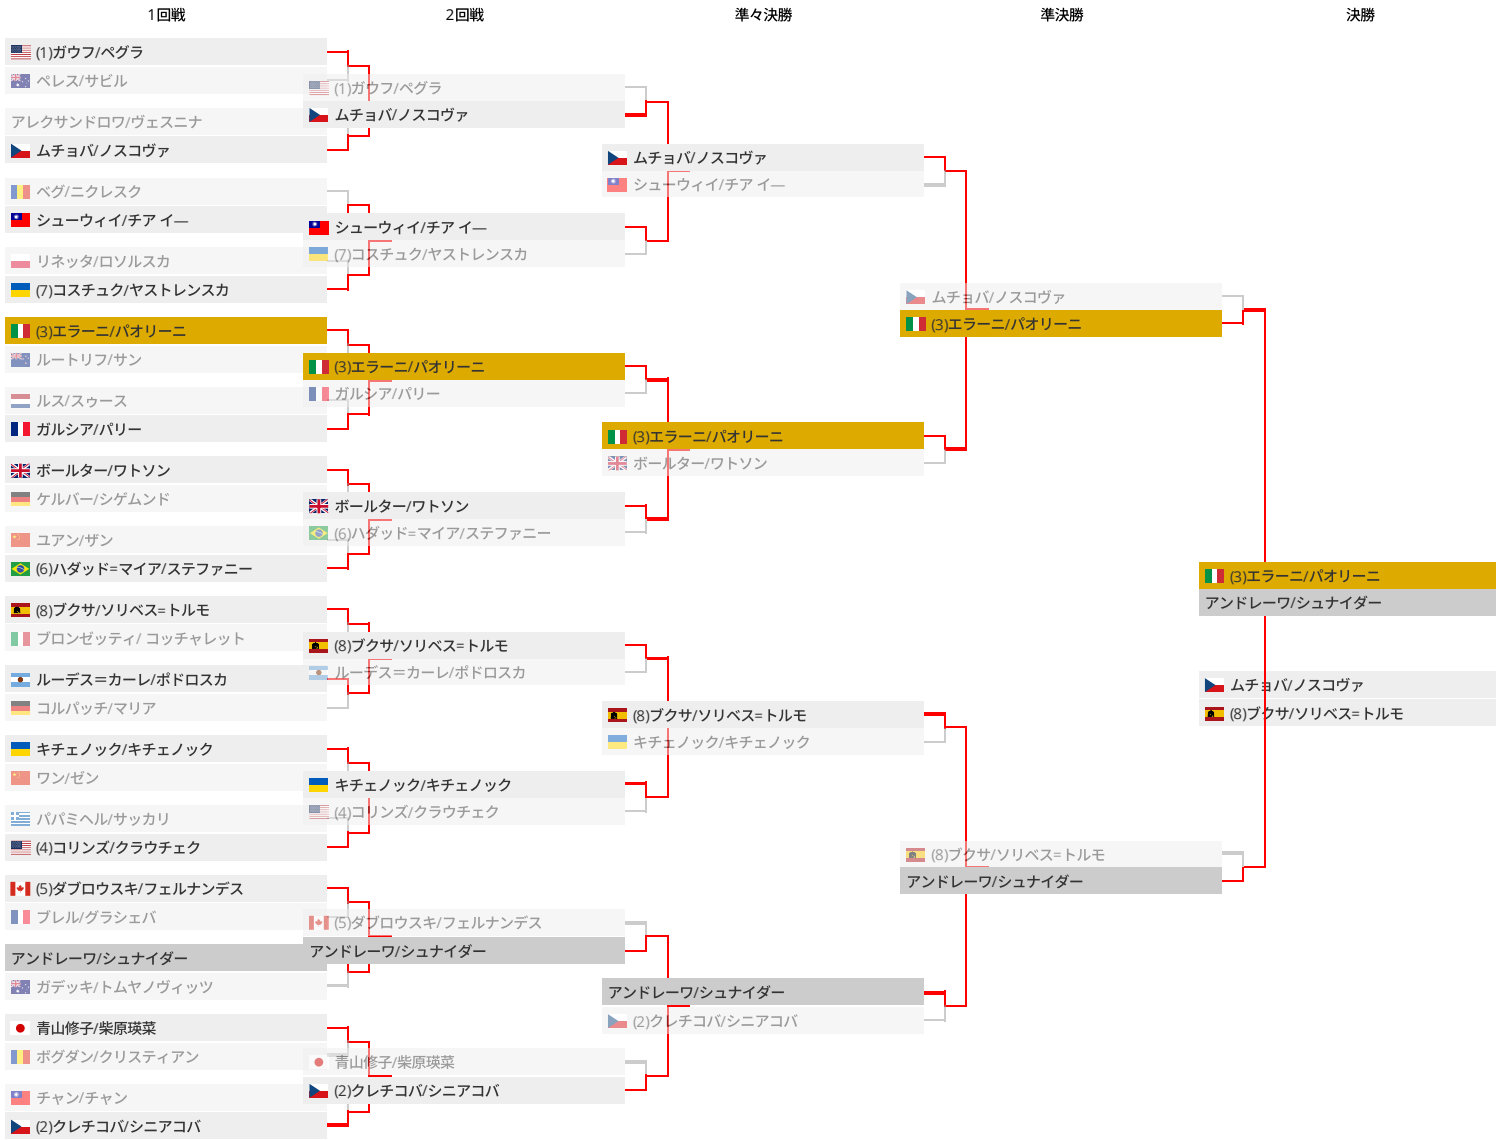 1回戦
2回戦
準々決勝
準決勝
決勝
(1)ガウフ/ペグラ
ペレス/サビル
アレクサンドロワ/ヴェスニナ
ムチョバ/ノスコヴァ
ベグ/ニクレスク
シューウィイ/チア イ―
リネッタ/ロソルスカ
(7)コスチュク/ヤストレンスカ
(3)エラーニ/パオリーニ
ルートリフ/サン
ルス/スゥース
ガルシア/パリー
ボールター/ワトソン
ケルバー/シゲムンド
ユアン/ザン
(6)ハダッド=マイア/ステファニー
(8)ブクサ/ソリベス=トルモ
ブロンゼッティ/ コッチャレット
ルーデス＝カーレ/ポドロスカ
コルパッチ/マリア
キチェノック/キチェノック
ワン/ゼン
パパミヘル/サッカリ
(4)コリンズ/クラウチェク
(5)ダブロウスキ/フェルナンデス
ブレル/グラシェバ
アンドレーワ/シュナイダー
ガデッキ/トムヤノヴィッツ
青山修子/柴原瑛菜
ボグダン/クリスティアン
チャン/チャン
(2)クレチコバ/シニアコバ
(1)ガウフ/ペグラ
ムチョバ/ノスコヴァ
シューウィイ/チア イ―
(7)コスチュク/ヤストレンスカ
(3)エラーニ/パオリーニ
ガルシア/パリー
ボールター/ワトソン
(6)ハダッド=マイア/ステファニー
(8)ブクサ/ソリベス=トルモ
ルーデス＝カーレ/ポドロスカ
キチェノック/キチェノック
(4)コリンズ/クラウチェク
(5)ダブロウスキ/フェルナンデス
アンドレーワ/シュナイダー
青山修子/柴原瑛菜
(2)クレチコバ/シニアコバ
ムチョバ/ノスコヴァ
シューウィイ/チア イ―
(3)エラーニ/パオリーニ
ボールター/ワトソン
(8)ブクサ/ソリベス=トルモ
キチェノック/キチェノック
アンドレーワ/シュナイダー
(2)クレチコバ/シニアコバ
ムチョバ/ノスコヴァ
(3)エラーニ/パオリーニ
(8)ブクサ/ソリベス=トルモ
アンドレーワ/シュナイダー
(3)エラーニ/パオリーニ
アンドレーワ/シュナイダー
ムチョバ/ノスコヴァ
(8)ブクサ/ソリベス=トルモ